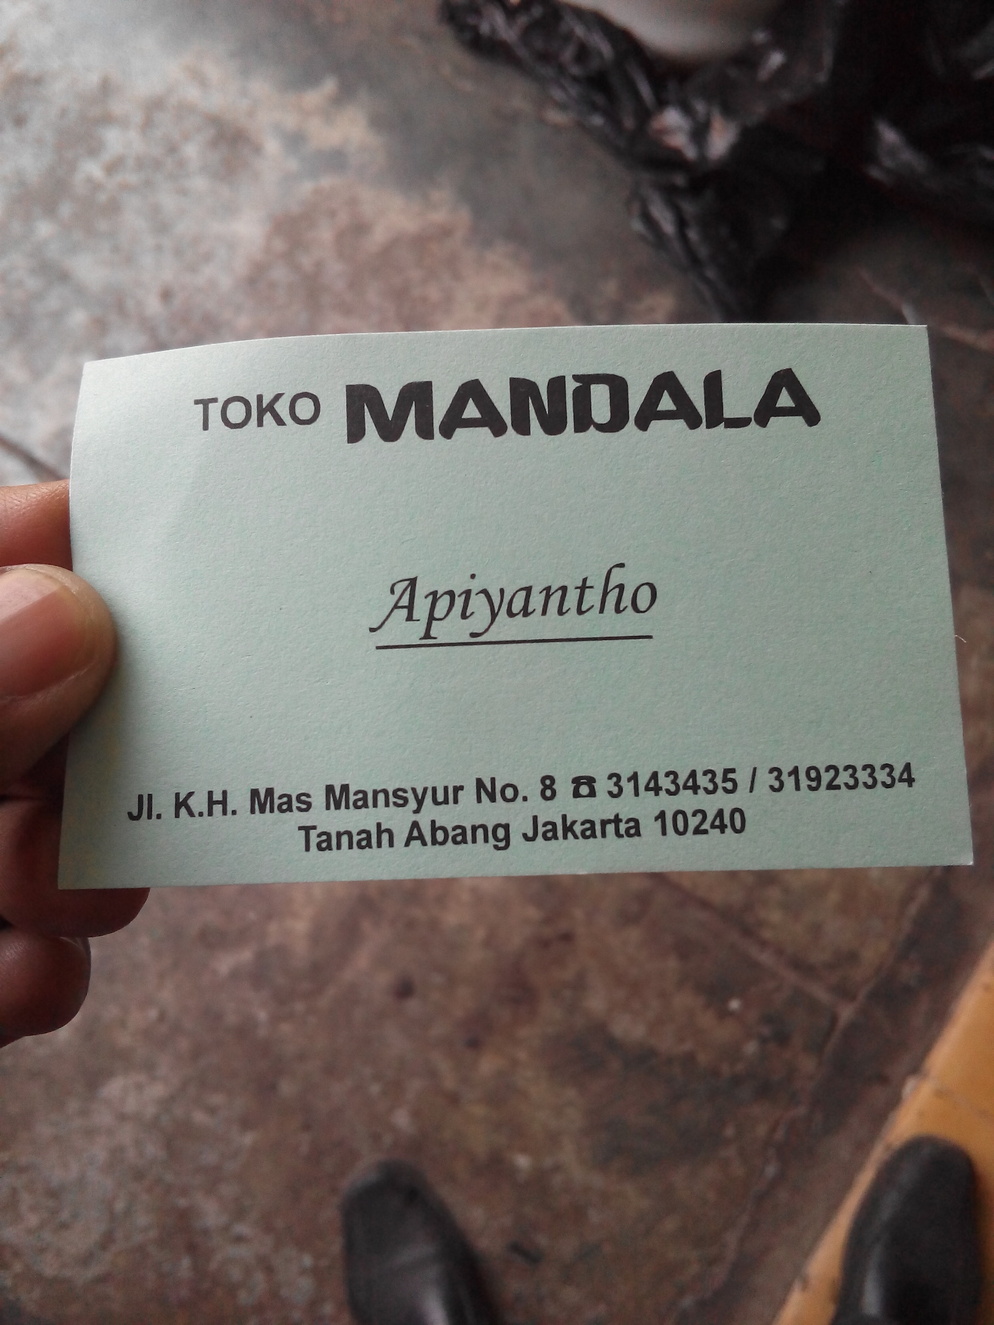 TOKO MANDALA
Apiyantho
Jl. K.H. Mas Mansyur No. 8 ☎ 3143435 / 31923334
Tanah Abang Jakarta 10240